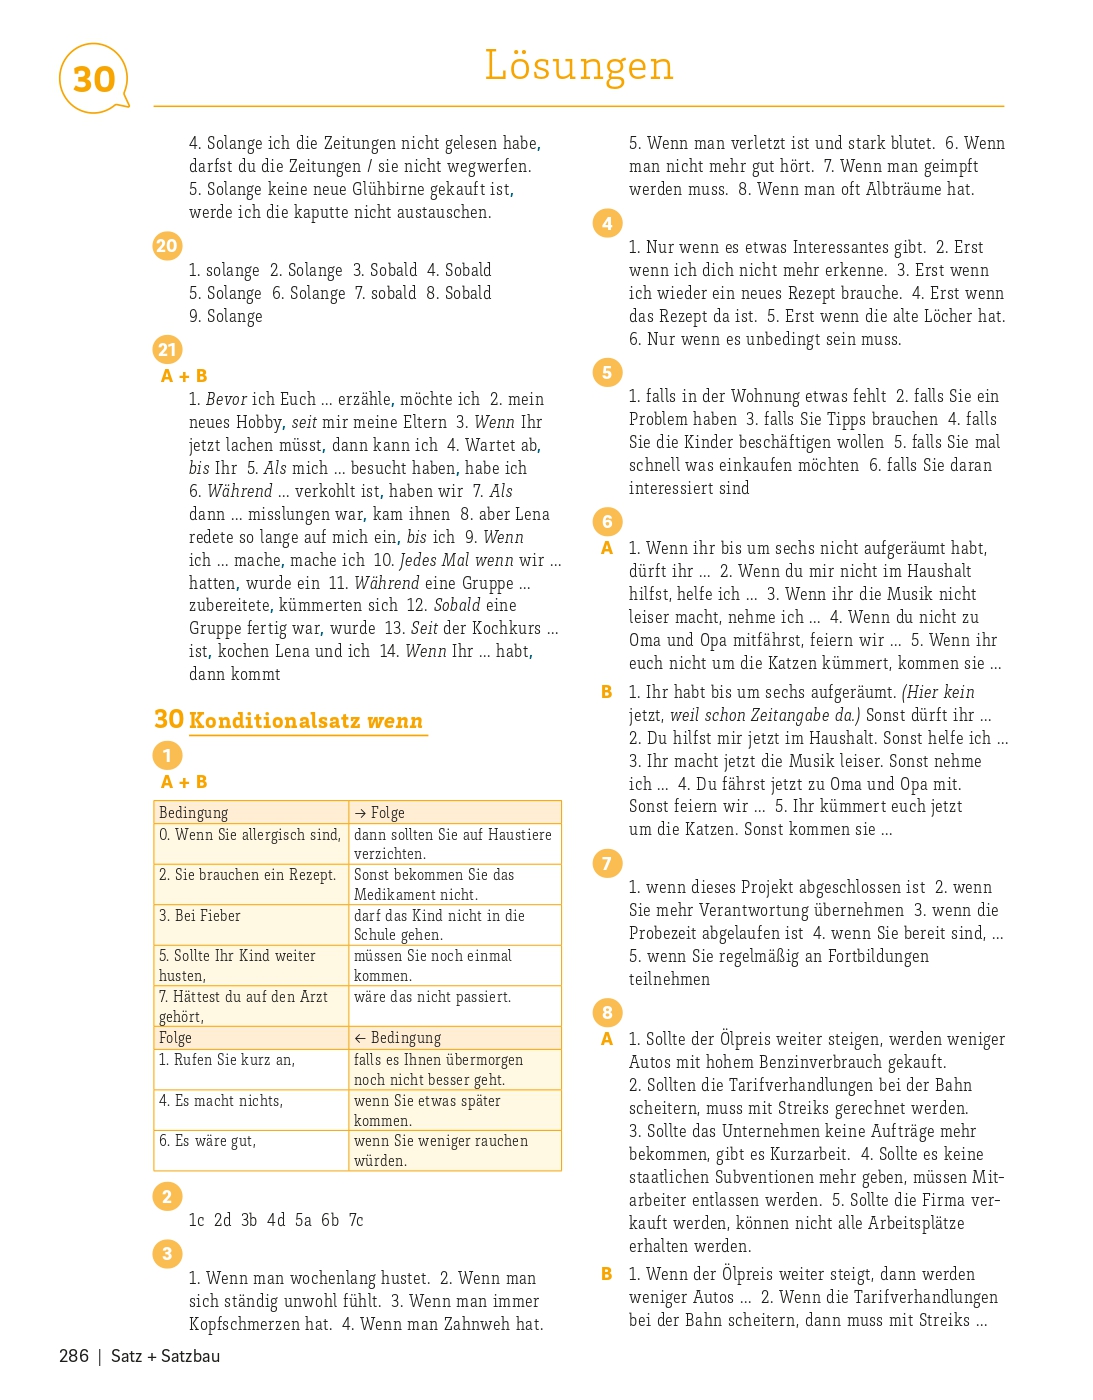 30
Lösungen
4. Solange ich die Zeitungen nicht gelesen habe,
darfst du die Zeitungen / sie nicht wegwerfen.
5. Solange keine neue Glühbirne gekauft ist,
werde ich die kaputte nicht austauschen.
20
1. solange 2. Solange 3. Sobald 4. Sobald
5. Solange 6. Solange 7. sobald 8. Sobald
9. Solange
21
A + B
1. Bevor ich Euch ... erzähle, möchte ich 2. mein
neues Hobby, seit mir meine Eltern 3. Wenn Ihr
jetzt lachen müsst, dann kann ich 4. Wartet ab,
bis Ihr 5. Als mich ... besucht haben, habe ich
6. Während ... verkohlt ist, haben wir 7. Als
dann ... misslungen war, kam ihnen 8. aber Lena
redete so lange auf mich ein, bis ich 9. Wenn
ich ... mache, mache ich 10. Jedes Mal wenn wir ...
hatten, wurde ein 11. Während eine Gruppe ...
zubereitete, kümmerten sich 12. Sobald eine
Gruppe fertig war, wurde 13. Seit der Kochkurs ...
ist, kochen Lena und ich 14. Wenn Ihr ... habt,
dann kommt
30 Konditionalsatz wenn
1
A + B
Bedingung → Folge
0. Wenn Sie allergisch sind, dann sollten Sie auf Haustiere
verzichten.
2. Sie brauchen ein Rezept. Sonst bekommen Sie das
Medikament nicht.
3. Bei Fieber darf das Kind nicht in die
Schule gehen.
5. Sollte Ihr Kind weiter müssen Sie noch einmal
husten, kommen.
7. Hättest du auf den Arzt wäre das nicht passiert.
gehört,
Folge ← Bedingung
1. Rufen Sie kurz an, falls es Ihnen übermorgen
noch nicht besser geht.
4. Es macht nichts, wenn Sie etwas später
kommen.
6. Es wäre gut, wenn Sie weniger rauchen
würden.
2
1c 2d 3b 4d 5a 6b 7c
3
1. Wenn man wochenlang hustet. 2. Wenn man
sich ständig unwohl fühlt. 3. Wenn man immer
Kopfschmerzen hat. 4. Wenn man Zahnweh hat.
5. Wenn man verletzt ist und stark blutet. 6. Wenn
man nicht mehr gut hört. 7. Wenn man geimpft
werden muss. 8. Wenn man oft Albträume hat.
4
1. Nur wenn es etwas Interessantes gibt. 2. Erst
wenn ich dich nicht mehr erkenne. 3. Erst wenn
ich wieder ein neues Rezept brauche. 4. Erst wenn
das Rezept da ist. 5. Erst wenn die alte Löcher hat.
6. Nur wenn es unbedingt sein muss.
5
1. falls in der Wohnung etwas fehlt 2. falls Sie ein
Problem haben 3. falls Sie Tipps brauchen 4. falls
Sie die Kinder beschäftigen wollen 5. falls Sie mal
schnell was einkaufen möchten 6. falls Sie daran
interessiert sind
6
A 1. Wenn ihr bis um sechs nicht aufgeräumt habt,
dürft ihr ... 2. Wenn du mir nicht im Haushalt
hilfst, helfe ich ... 3. Wenn ihr die Musik nicht
leiser macht, nehme ich ... 4. Wenn du nicht zu
Oma und Opa mitfährst, feiern wir ... 5. Wenn ihr
euch nicht um die Katzen kümmert, kommen sie ...
B 1. Ihr habt bis um sechs aufgeräumt. (Hier kein
jetzt, weil schon Zeitangabe da.) Sonst dürft ihr ...
2. Du hilfst mir jetzt im Haushalt. Sonst helfe ich ...
3. Ihr macht jetzt die Musik leiser. Sonst nehme
ich ... 4. Du fährst jetzt zu Oma und Opa mit.
Sonst feiern wir ... 5. Ihr kümmert euch jetzt
um die Katzen. Sonst kommen sie ...
7
1. wenn dieses Projekt abgeschlossen ist 2. wenn
Sie mehr Verantwortung übernehmen 3. wenn die
Probezeit abgelaufen ist 4. wenn Sie bereit sind, ...
5. wenn Sie regelmäßig an Fortbildungen
teilnehmen
8
A 1. Sollte der Ölpreis weiter steigen, werden weniger
Autos mit hohem Benzinverbrauch gekauft.
2. Sollten die Tarifverhandlungen bei der Bahn
scheitern, muss mit Streiks gerechnet werden.
3. Sollte das Unternehmen keine Aufträge mehr
bekommen, gibt es Kurzarbeit. 4. Sollte es keine
staatlichen Subventionen mehr geben, müssen Mit-
arbeiter entlassen werden. 5. Sollte die Firma ver-
kauft werden, können nicht alle Arbeitsplätze
erhalten werden.
B 1. Wenn der Ölpreis weiter steigt, dann werden
weniger Autos ... 2. Wenn die Tarifverhandlungen
bei der Bahn scheitern, dann muss mit Streiks ...
286 | Satz + Satzbau